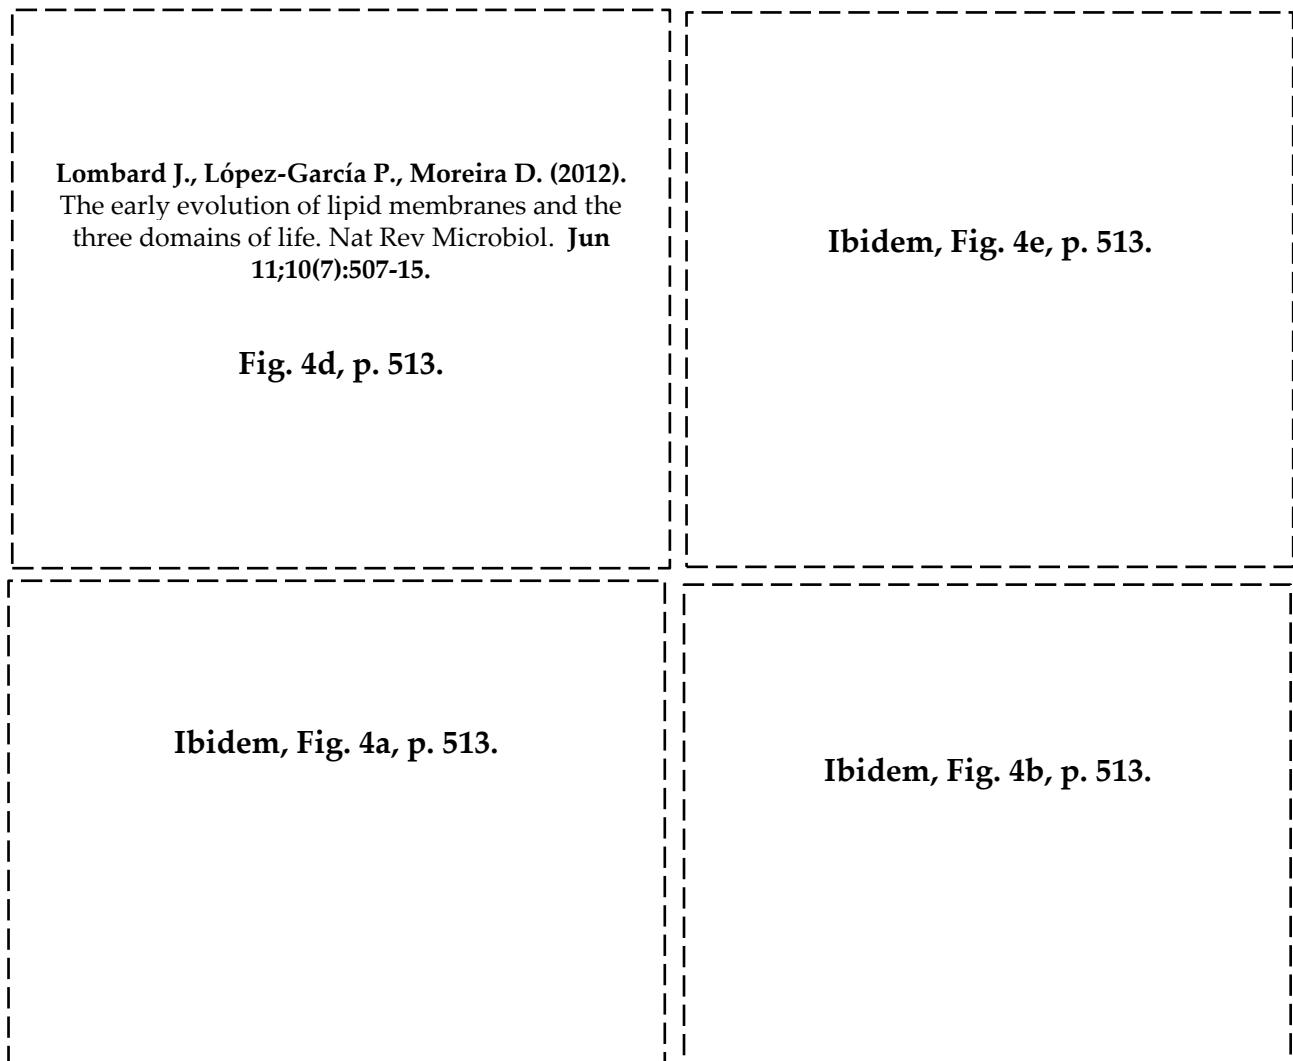 Lombard J., López-García P., Moreira D. (2012).
The early evolution of lipid membranes and the
three domains of life. Nat Rev Microbiol. Jun
11;10(7):507-15.
Fig. 4d, p. 513.
Ibidem, Fig. 4e, p. 513.
Ibidem, Fig. 4a, p. 513.
Ibidem, Fig. 4b, p. 513.